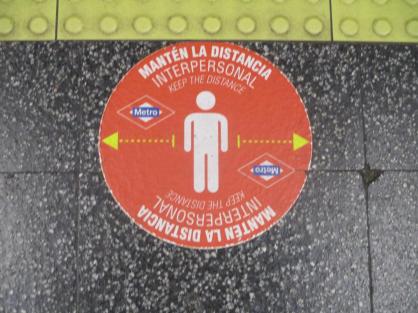 MANTÉN LA DISTANCIA
INTERPERSONAL
KEEP THE DISTANCE
Metro
Metro
KEEP THE DISTANCE
INTERPERSONAL
MANTÉN LA DISTANCIA